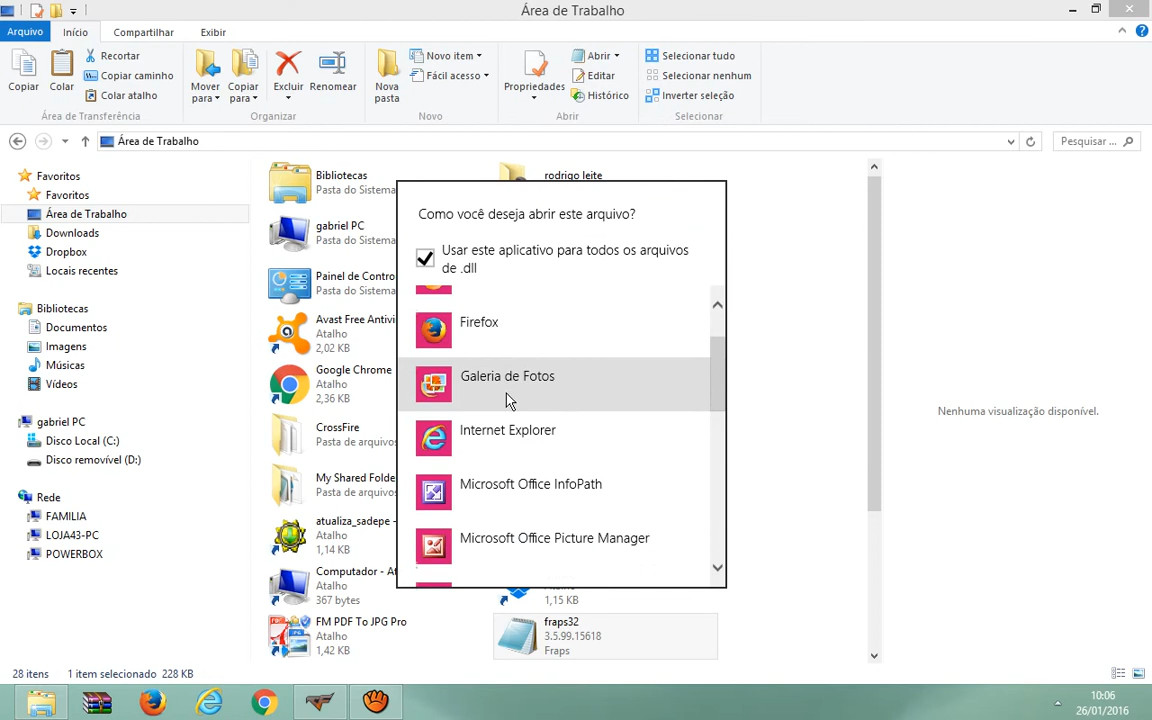 Área de Trabalho
Arquivo
Início
Compartilhar
Exibir
Copiar
Colar
Recortar
Copiar caminho
Colar atalho
Área de Transferência
Mover para
Copiar para
Excluir
Renomear
Organizar
Nova pasta
Novo item
Fácil acesso
Novo
Propriedades
Abrir
Editar
Histórico
Abrir
Selecionar tudo
Selecionar nenhum
Inverter seleção
Selecionar
Área de Trabalho
Pesquisar ...
Favoritos
Favoritos
Área de Trabalho
Downloads
Dropbox
Locais recentes
Bibliotecas
Documentos
Imagens
Músicas
Vídeos
gabriel PC
Disco Local (C:)
Disco removível (D:)
Rede
FAMILIA
LOJA43-PC
POWERBOX
Bibliotecas
Pasta do Sistema
gabriel PC
Pasta do Sistema
Painel de Contro
Pasta do Sistema
Avast Free Antivi
Atalho
2,02 KB
Google Chrome
Atalho
2,36 KB
CrossFire
Pasta de arquivo
My Shared Folde
Pasta de arquivos
atualiza_sadepe -
Atalho
1,14 KB
Computador - At
Atalho
367 bytes
FM PDF To JPG Pro
Atalho
1,42 KB
rodrigo leite
1,15 KB
fraps32
3.5.99.15618
Fraps
Como você deseja abrir este arquivo?
Usar este aplicativo para todos os arquivos
de .dll
Firefox
Galeria de Fotos
Internet Explorer
Microsoft Office InfoPath
Microsoft Office Picture Manager
Nenhuma visualização disponível.
28 itens
1 item selecionado 228 KB
10:06
26/01/2016